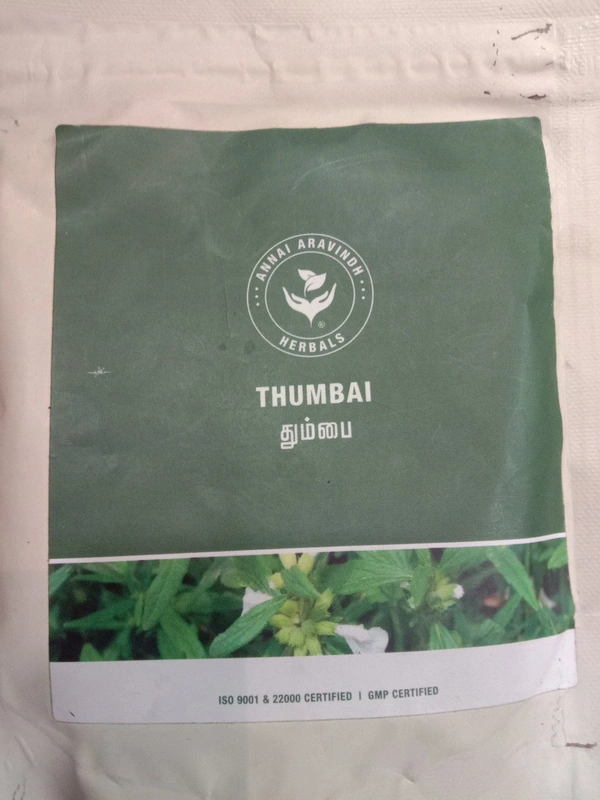 ANNAI ARAVINDH
HERBALS
®
THUMBAI
தும்பை
ISO 9001 & 22000 CERTIFIED | GMP CERTIFIED